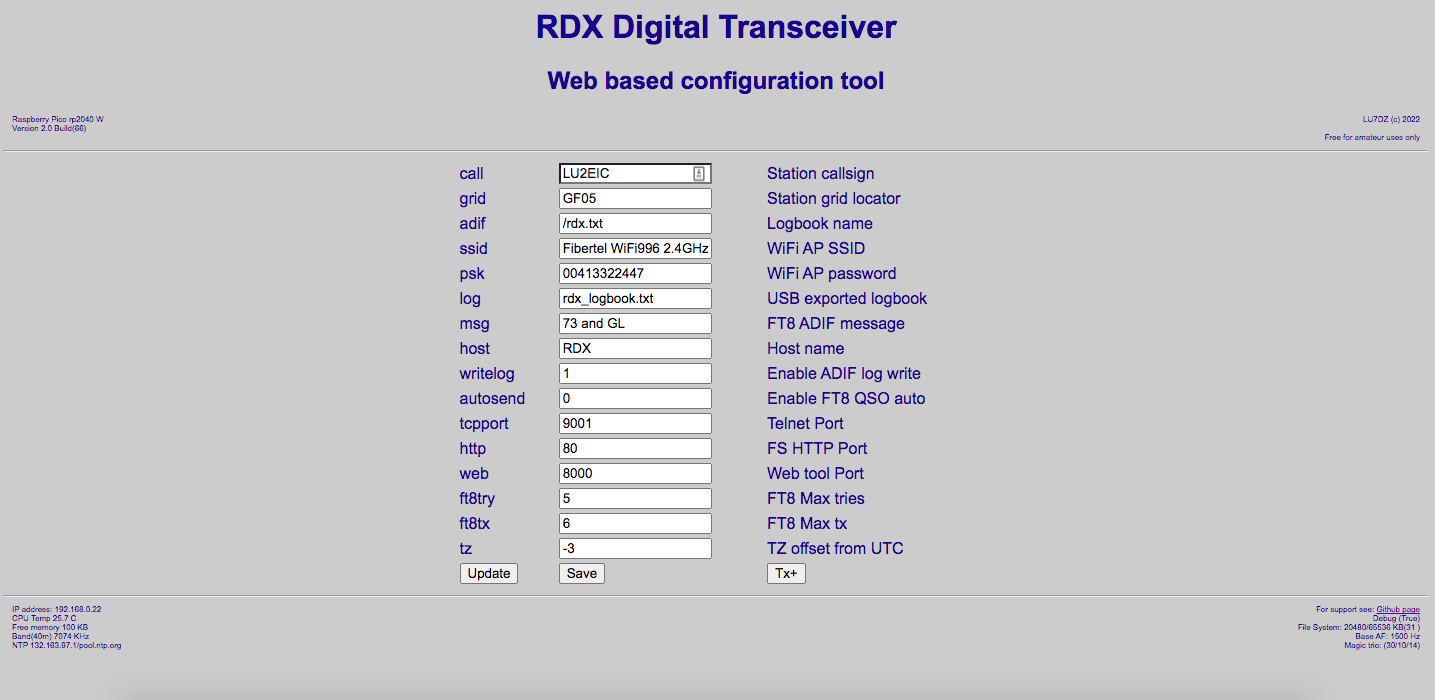 RDX Digital Transceiver
Web based configuration tool
Raspberry Pico rp2040 W
Version 2.0 Build(66)
LU7DZ (c) 2022
Free for amateur uses only
call LU2EIC Station callsign
grid GF05 Station grid locator
adif /rdx.txt Logbook name
ssid Fibertel WiFi996 2.4GHz WiFi AP SSID
psk 00413322447 WiFi AP password
log rdx_logbook.txt USB exported logbook
msg 73 and GL FT8 ADIF message
host RDX Host name
writelog 1 Enable ADIF log write
autosend 0 Enable FT8 QSO auto
tcpport 9001 Telnet Port
http 80 FS HTTP Port
web 8000 Web tool Port
ft8try 5 FT8 Max tries
ft8tx 6 FT8 Max tx
tz -3 TZ offset from UTC
Update Save Tx+
IP address: 192.168.0.22
CPU Temp 25.7 C
Free memory 100 KB
Band(40m) 7074 KHz
NTP 132.163.97.1/pool.ntp.org
For support see: Github page
Debug (True)
File System: 20480/65536 KB(31 )
Base AF: 1500 Hz
Magic trio: (30/10/14)